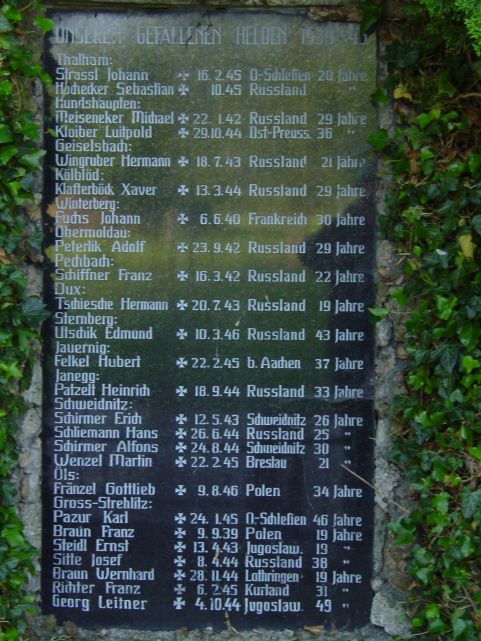 UNSEREN GEFALLENEN HELDEN 1939-45
Thalham:
Strassl Johann ✠ 16.2.45 O.-Schlesien 20 Jahre
Hochecker Sebastian ✠ 10.45 Russland "
Hundshaupten:
Meiseneker Michael ✠ 22.1.42 Russland 29 Jahre
Kloiber Luitpold ✠ 29.10.44 Ost-Preuss. 36 "
Geiselsbach:
Wingruber Hermann ✠ 18.7.43 Russland 21 Jahre
Kölblöd:
Klafterböck Xaver ✠ 13.3.44 Russland 29 Jahre
Winterberg:
Fuchs Johann ✠ 6.6.40 Frankreich 30 Jahre
Obermoldau:
Peterlik Adolf ✠ 23.9.42 Russland 29 Jahre
Pechbach:
Schiffner Franz ✠ 16.3.42 Russland 22 Jahre
Dux:
Tschiesche Hermann ✠ 20.7.43 Russland 19 Jahre
Sternberg:
Utschik Edmund ✠ 10.3.46 Russland 43 Jahre
Jauernig:
Felkel Hubert ✠ 22.2.45 b. Aachen 37 Jahre
Janegg:
Patzelt Heinrich ✠ 18.9.44 Russland 33 Jahre
Schweidnitz:
Schirmer Erich ✠ 12.5.43 Schweidnitz 26 Jahre
Schliemann Hans ✠ 26.6.44 Russland 25 "
Schirmer Alfons ✠ 24.8.44 Schweidnitz 30 "
Wenzel Martin ✠ 22.2.45 Breslau 21 "
Öls:
Fränzel Gottlieb ✠ 9.8.46 Polen 34 Jahre
Gross-Strehlitz:
Pazur Karl ✠ 24.1.45 O.-Schlesien 46 Jahre
Braun Franz ✠ 9.9.39 Polen 19 Jahre
Steidl Ernst ✠ 13.4.43 Jugoslaw. 19 "
Sitte Josef ✠ 8.4.44 Russland 38 "
Braun Wernhard ✠ 28.11.44 Lothringen 19 Jahre
Richter Franz ✠ 6.2.45 Kurland 31 "
Georg Leitner ✠ 4.10.44 Jugoslaw. 49 "